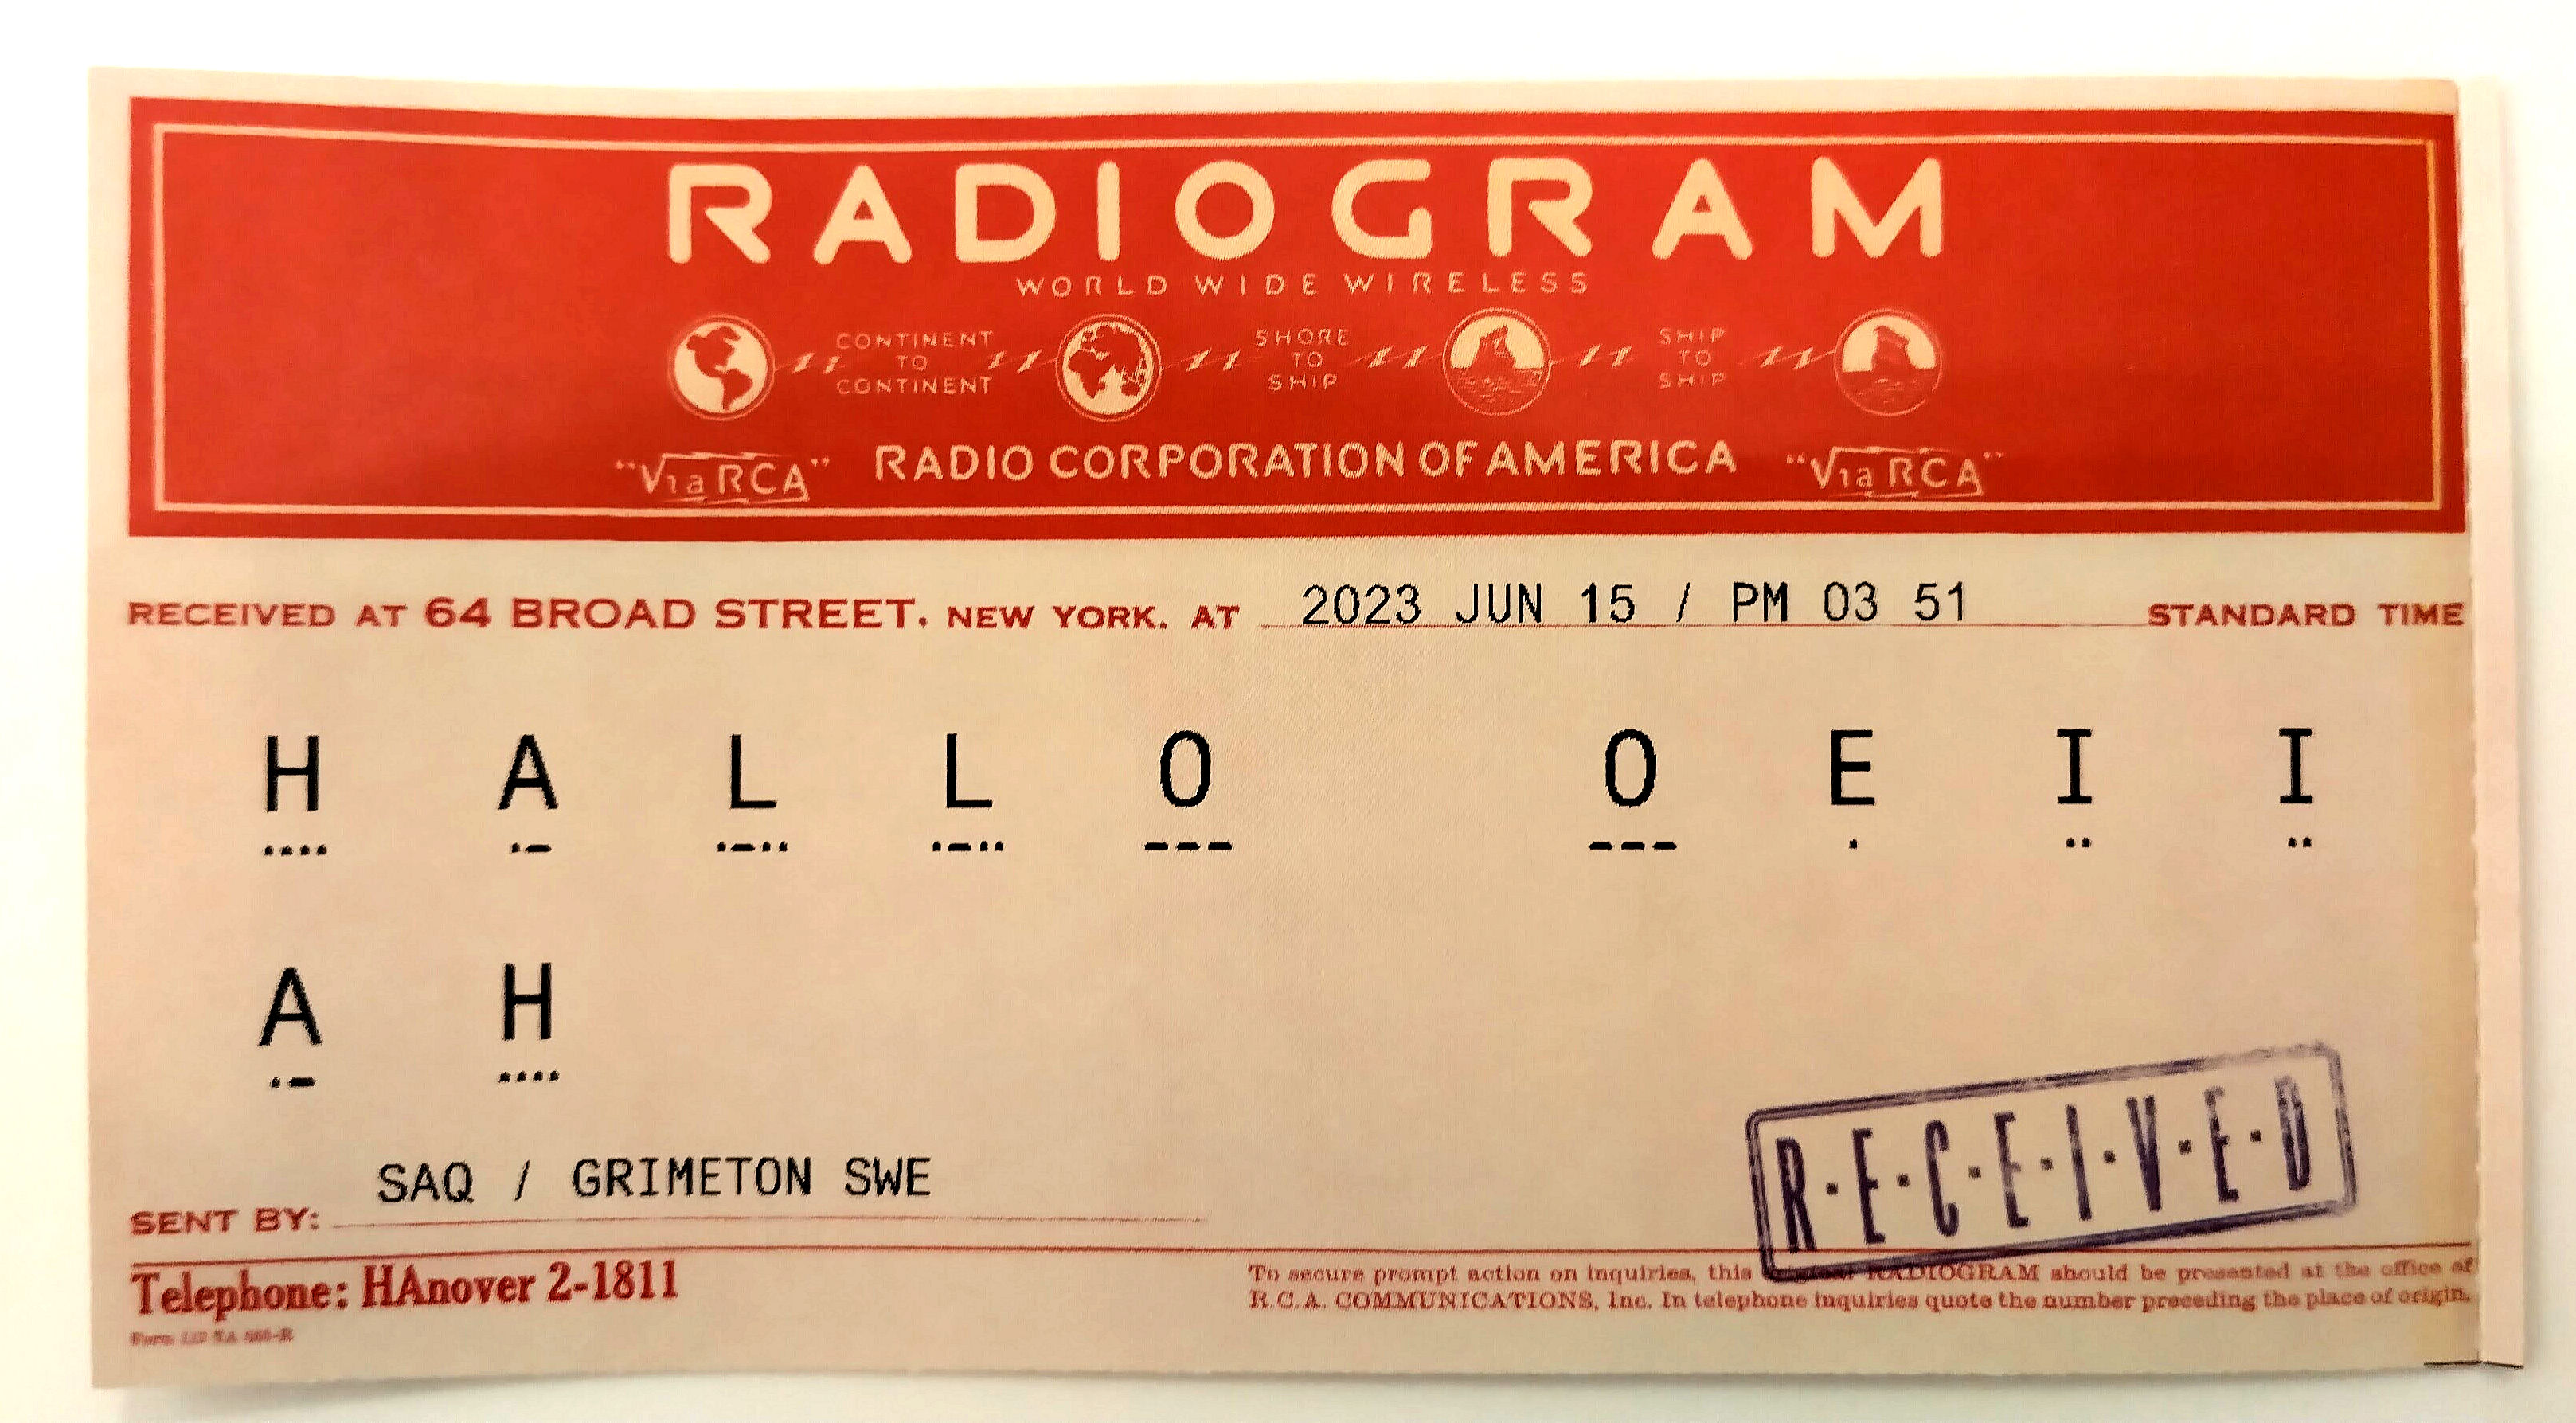 RADIOGRAM
WORLD WIDE WIRELESS
CONTINENT TO CONTINENT
SHORE TO SHIP
SHIP TO SHIP
"Via RCA" RADIO CORPORATION OF AMERICA "Via RCA"
RECEIVED AT 64 BROAD STREET, NEW YORK. AT 2023 JUN 15 / PM 03 51 STANDARD TIME
H A L L O O E I I
.... .- .-.. .-.. --- --- . .. ..
A H
.- ....
R·E·C·E·I·V·E·D
SENT BY: SAQ / GRIMETON SWE
Telephone: HAnover 2-1811
To secure prompt action on inquiries, this RADIOGRAM should be presented at the office of
R.C.A. COMMUNICATIONS, Inc. In telephone inquiries quote the number preceding the place of origin.
Form